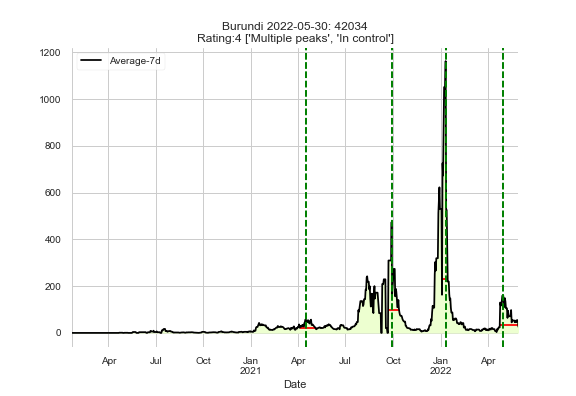 Burundi 2022-05-30: 42034
Rating:4 ['Multiple peaks', 'In control']
Average-7d
1200
1000
800
600
400
200
0
Apr
Jul
Oct
Jan
2021
Apr
Jul
Oct
Jan
2022
Apr
Date